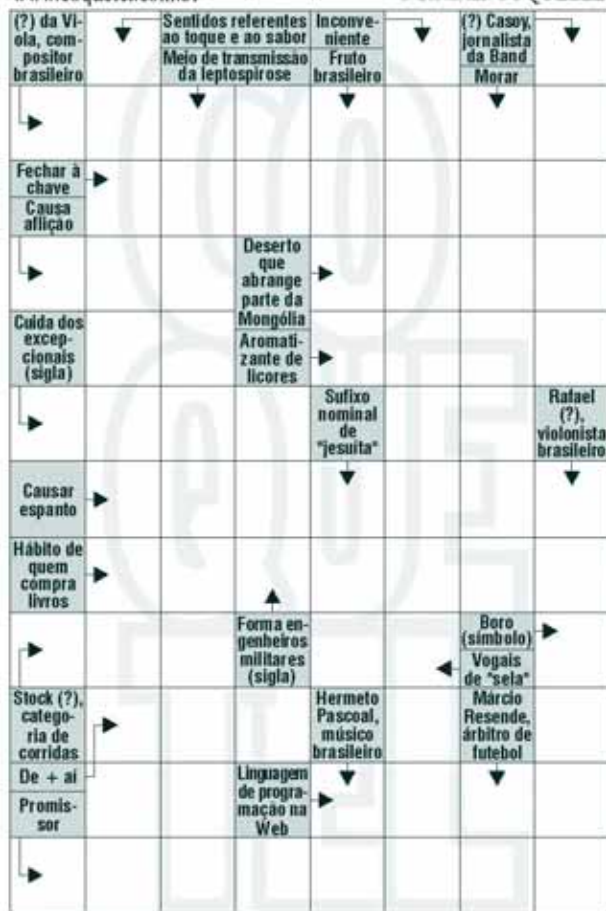 (?) da Vi-
ola, com-
positor
brasileiro
Sentidos referentes
ao toque e ao sabor
Meio de transmissão
da leptospirose
Inconve-
niente
Fruto
brasileiro
(?) Casoy,
jornalista
da Band
Morar
Fechar à
chave
Causa
aflição
Deserto
que
abrange
parte da
Mongólia
Aromati-
zante de
licores
Cuida dos
excep-
cionais
(sigla)
Sufixo
nominal
de
"jesuíta"
Rafael
(?),
violonista
brasileiro
Causar
espanto
Hábito de
quem
compra
livros
Forma en-
genheiros
militares
(sigla)
Boro
(símbolo)
Vogais
de "sela"
Stock (?),
catego-
ria de
corridas
Hermeto
Pascoal,
músico
brasileiro
Márcio
Resende,
árbitro de
futebol
De + aí
Promis-
sor
Linguagem
de progra-
mação na
Web